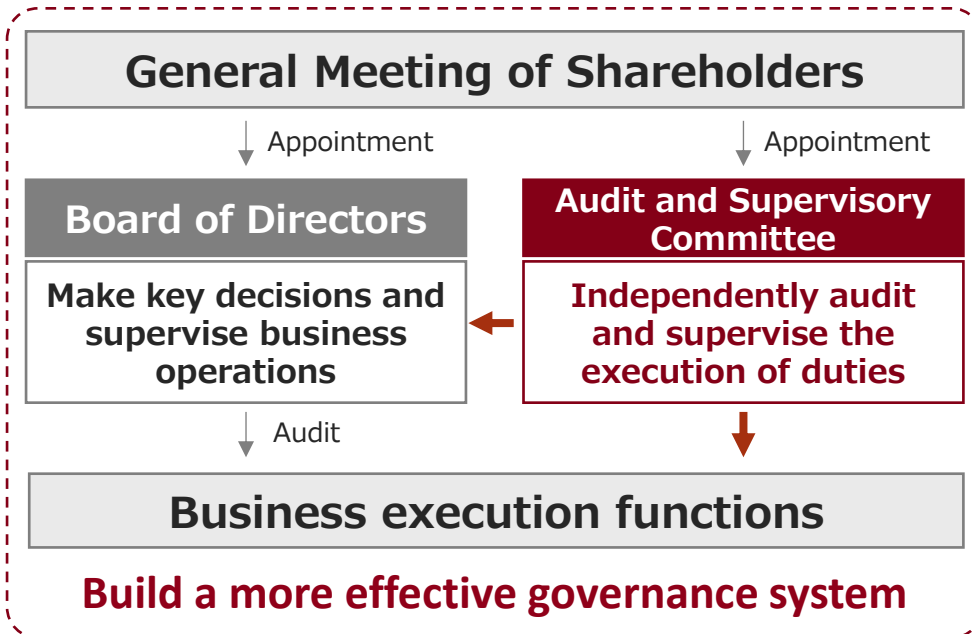 General Meeting of Shareholders
Appointment
Appointment
Board of Directors
Make key decisions and
supervise business
operations
Audit and Supervisory
Committee
Independently audit
and supervise the
execution of duties
Audit
Business execution functions
Build a more effective governance system